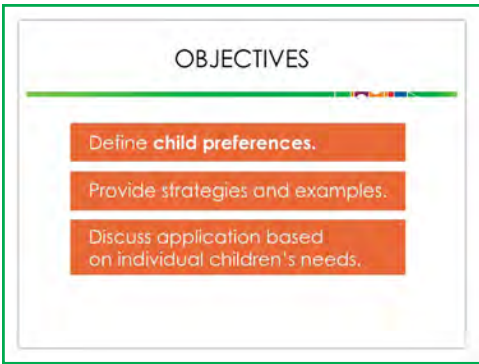 OBJECTIVES
Define child preferences.
Provide strategies and examples.
Discuss application based
on individual children's needs.